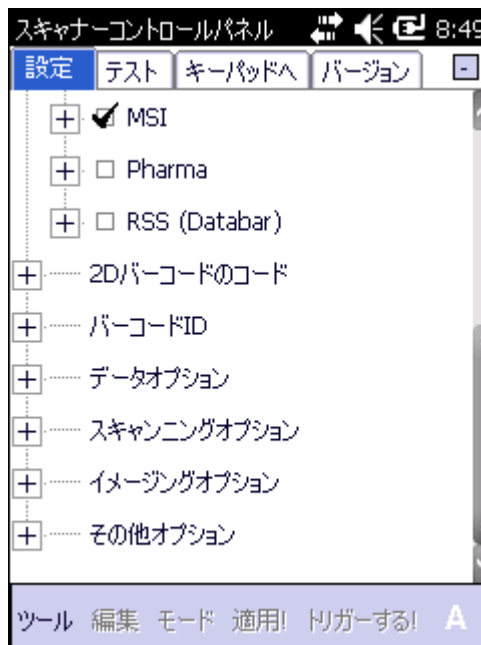 スキャナーコントロールパネル 8:49
設定 テスト キーパッドへ バージョン -
MSI
Pharma
RSS (Databar)
2Dバーコードのコード
バーコードID
データオプション
スキャンニングオプション
イメージングオプション
その他オプション
ツール 編集 モード 適用! トリガーする! A